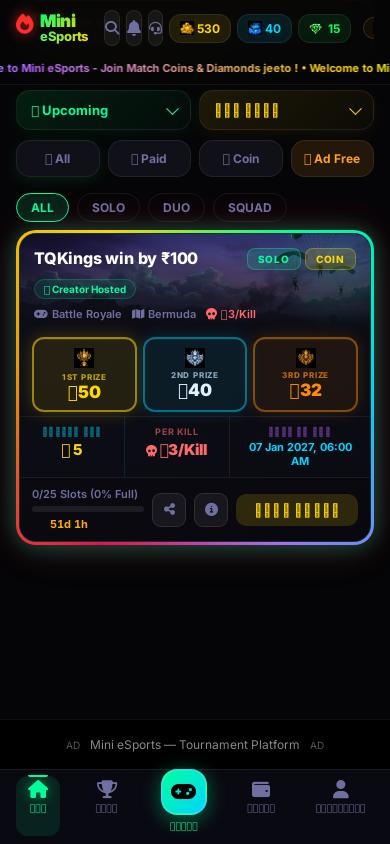 Mini
eSports
530
40
15
e to Mini eSports - Join Match Coins & Diamonds jeeto ! • Welcome to Mi
Upcoming
All
Paid
Coin
Ad Free
ALL
SOLO
DUO
SQUAD
TQKings win by ₹100
SOLO
COIN
Creator Hosted
Battle Royale
Bermuda
3/Kill
1ST PRIZE
50
2ND PRIZE
40
3RD PRIZE
32
5
PER KILL
3/Kill
07 Jan 2027, 06:00
AM
0/25 Slots (0% Full)
51d 1h
AD Mini eSports — Tournament Platform AD